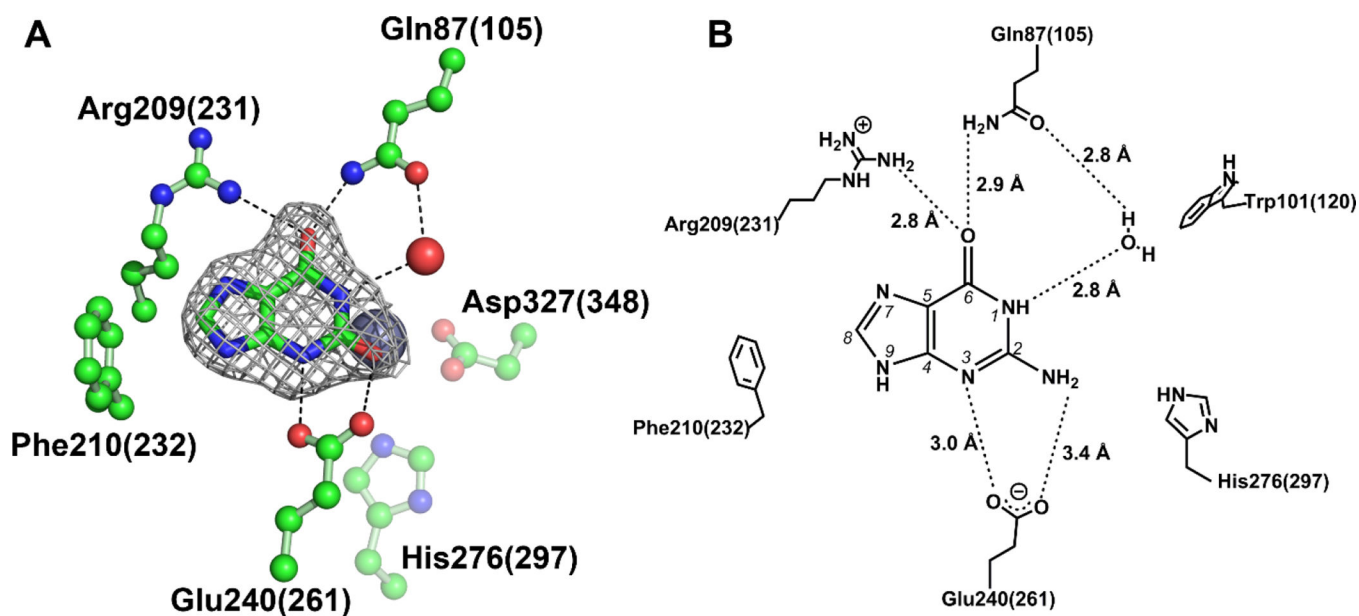 A
Gln87(105)
Arg209(231)
Asp327(348)
Phe210(232)
His276(297)
Glu240(261)
B
Gln87(105)
H₂N
O
⊕
H₂N
NH₂
NH
2.8 Å
2.9 Å
H
N
Trp101(120)
Arg209(231)
2.8 Å
H
O
H
O
2.8 Å
N
7
5
6
NH
1
8
9
N
H
4
3
N
2
NH₂
Phe210(232)
HN
N
3.0 Å
3.4 Å
His276(297)
O
⊖
O
Glu240(261)